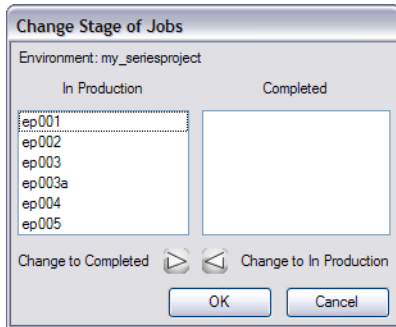 Change Stage of Jobs
Environment: my_seriesproject
In Production
Completed
ep001
ep002
ep003
ep003a
ep004
ep005
Change to Completed
Change to In Production
OK
Cancel